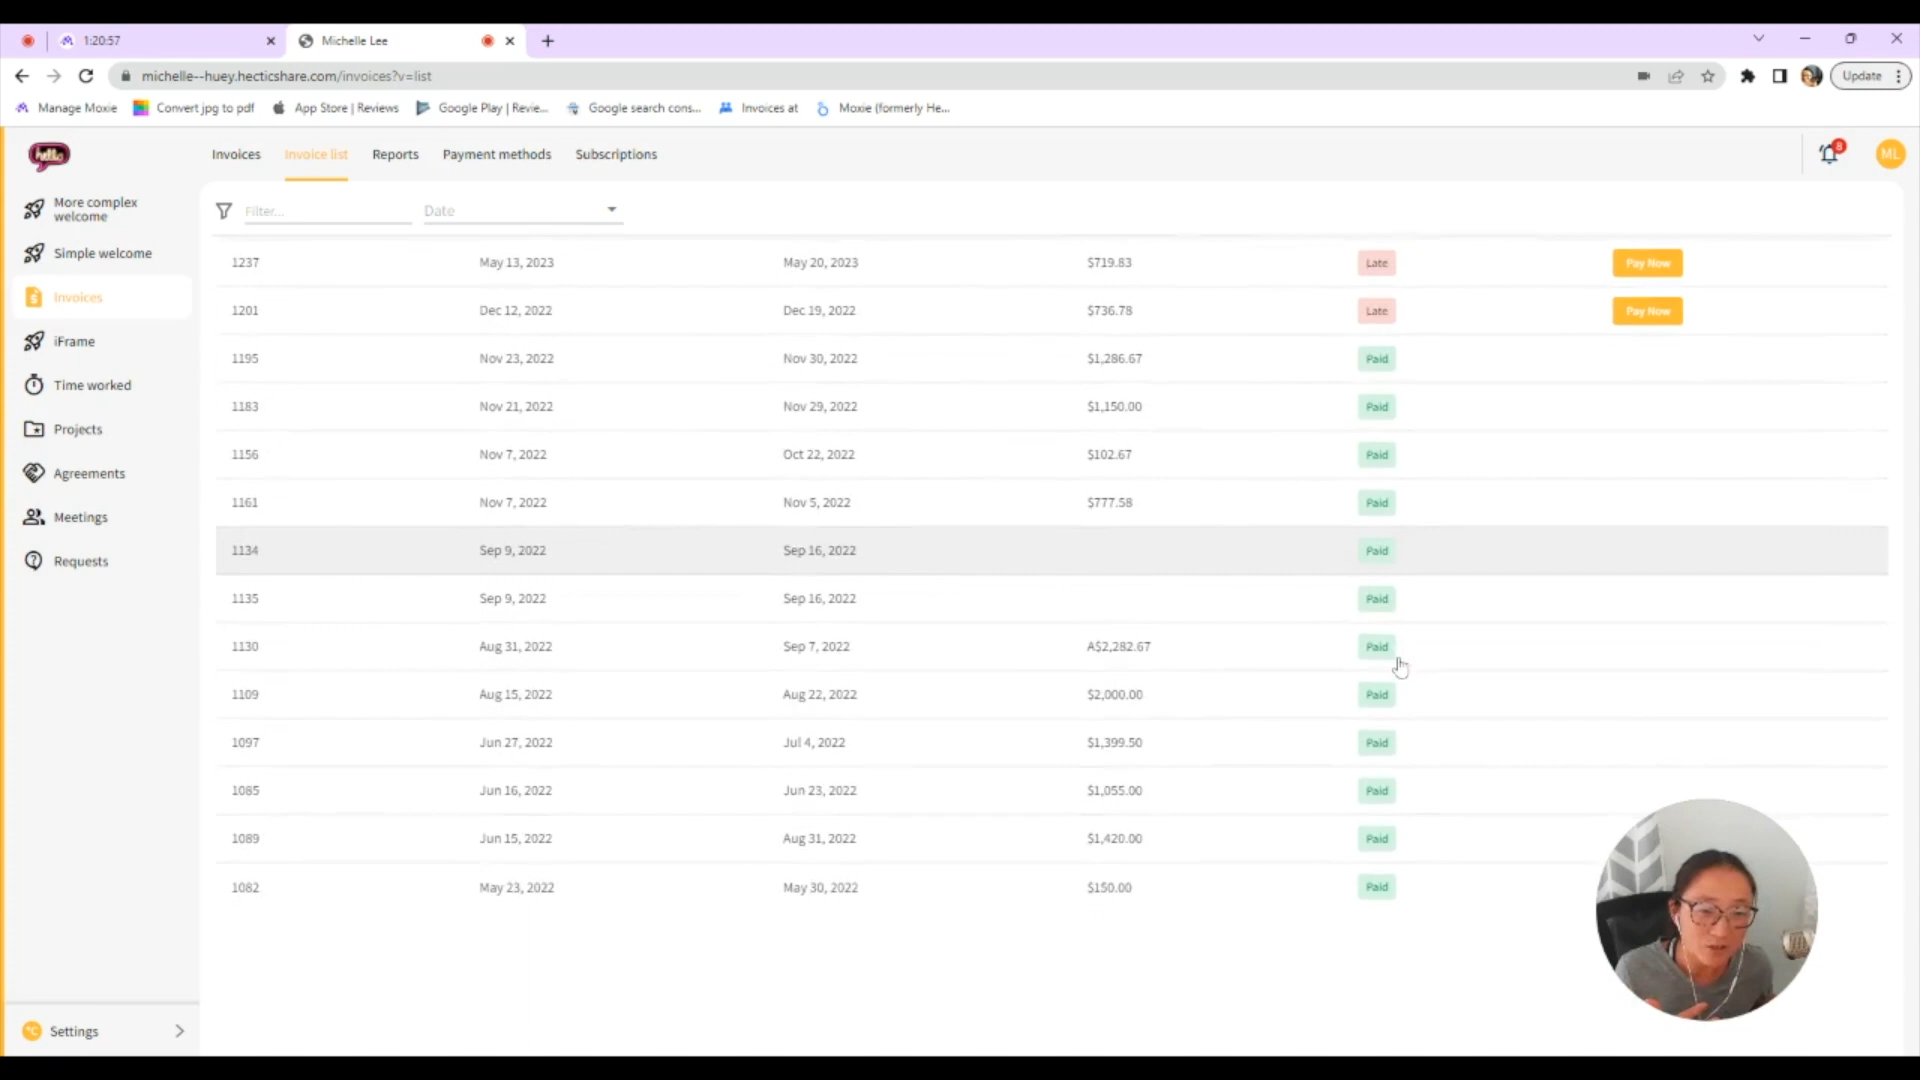 1:20:57
Michelle Lee
michelle--huey.hecticshare.com/invoices?v=list
Update
Manage Moxie
Convert jpg to pdf
App Store | Reviews
Google Play | Revie...
Google search cons...
Invoices at
Moxie (formerly He...
hello
Invoices
Invoice list
Reports
Payment methods
Subscriptions
8
ML
More complex
welcome
Simple welcome
Invoices
iFrame
Time worked
Projects
Agreements
Meetings
Requests
Settings
Filter...
Date
1237 May 13, 2023 May 20, 2023 $719.83 Late Pay Now
1201 Dec 12, 2022 Dec 19, 2022 $736.78 Late Pay Now
1195 Nov 23, 2022 Nov 30, 2022 $1,286.67 Paid
1183 Nov 21, 2022 Nov 29, 2022 $1,150.00 Paid
1156 Nov 7, 2022 Oct 22, 2022 $102.67 Paid
1161 Nov 7, 2022 Nov 5, 2022 $777.58 Paid
1134 Sep 9, 2022 Sep 16, 2022 Paid
1135 Sep 9, 2022 Sep 16, 2022 Paid
1130 Aug 31, 2022 Sep 7, 2022 A$2,282.67 Paid
1109 Aug 15, 2022 Aug 22, 2022 $2,000.00 Paid
1097 Jun 27, 2022 Jul 4, 2022 $1,399.50 Paid
1085 Jun 16, 2022 Jun 23, 2022 $1,055.00 Paid
1089 Jun 15, 2022 Aug 31, 2022 $1,420.00 Paid
1082 May 23, 2022 May 30, 2022 $150.00 Paid